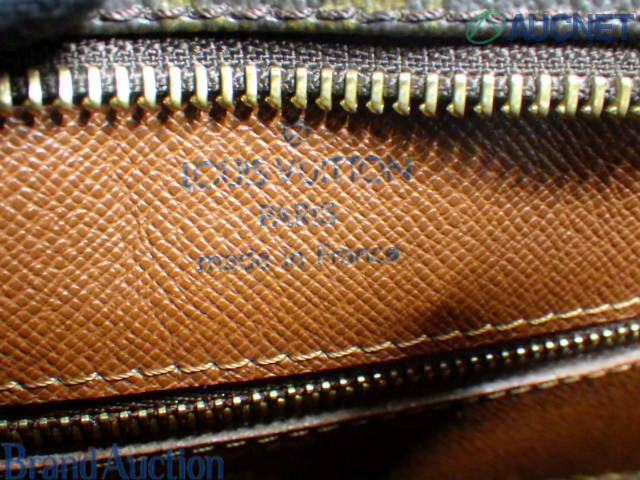 AUCNET
LOUIS VUITTON
PARIS
made in France
Brand Auction